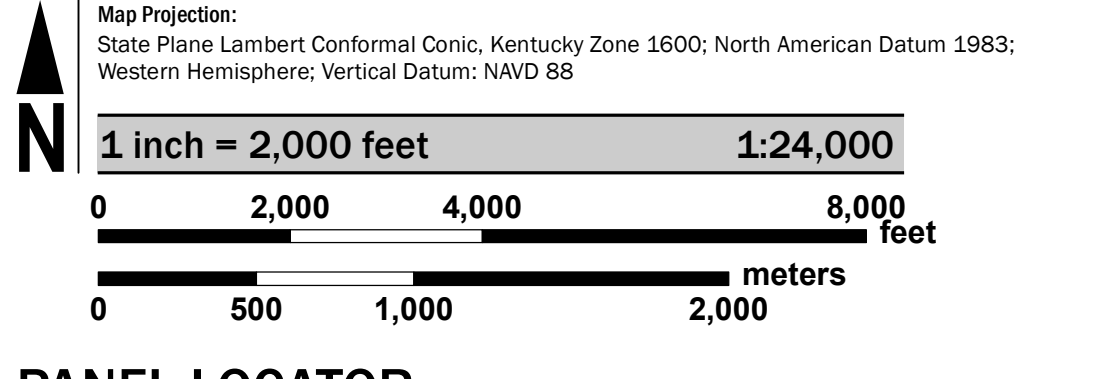 N
Map Projection:
State Plane Lambert Conformal Conic, Kentucky Zone 1600; North American Datum 1983;
Western Hemisphere; Vertical Datum: NAVD 88
1 inch = 2,000 feet 1:24,000
0 2,000 4,000 8,000
feet
meters
0 500 1,000 2,000
PANEL LOCATOR